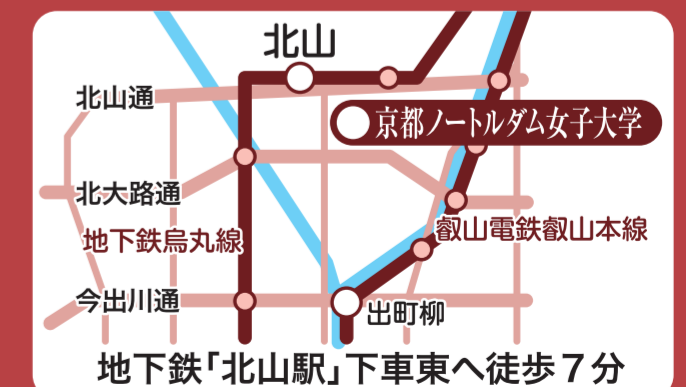 北山
北山通
京都ノートルダム女子大学
北大路通
地下鉄烏丸線
叡山電鉄叡山本線
今出川通
出町柳
地下鉄｢北山駅｣下車東へ徒歩７分